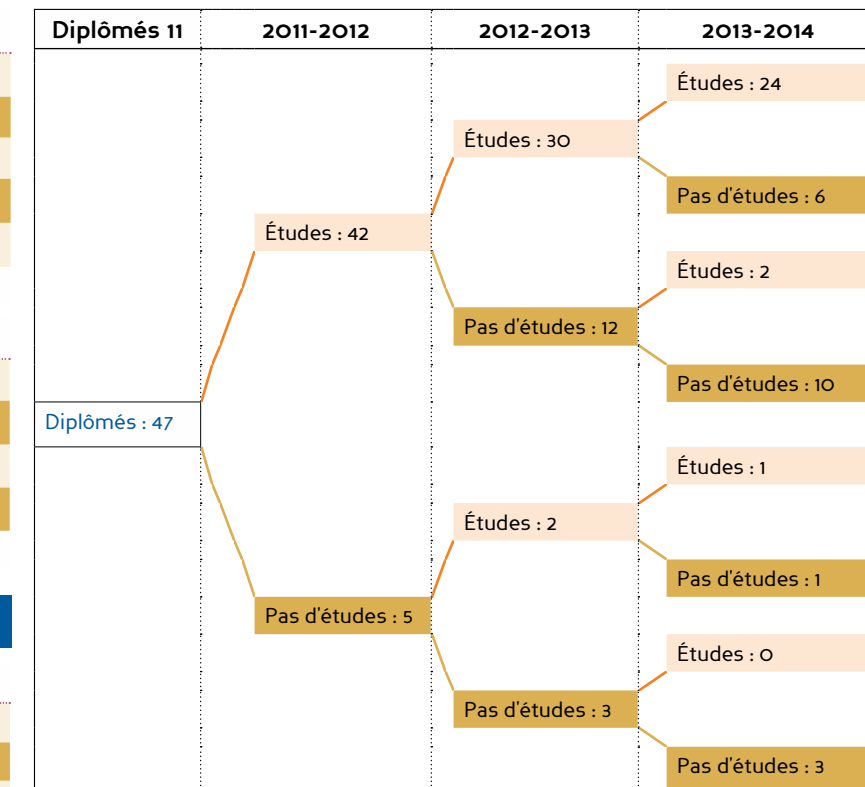 Diplômés 11 2011-2012 2012-2013 2013-2014
Études : 24
Études : 30
Pas d'études : 6
Études : 42
Études : 2
Pas d'études : 12
Pas d'études : 10
Diplômés : 47
Études : 1
Études : 2
Pas d'études : 1
Pas d'études : 5
Études : 0
Pas d'études : 3
Pas d'études : 3